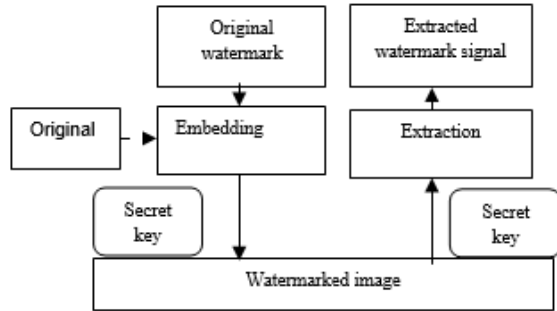 Original
watermark
Extracted
watermark signal
Original
Embedding
Extraction
Secret
key
Secret
key
Watermarked image